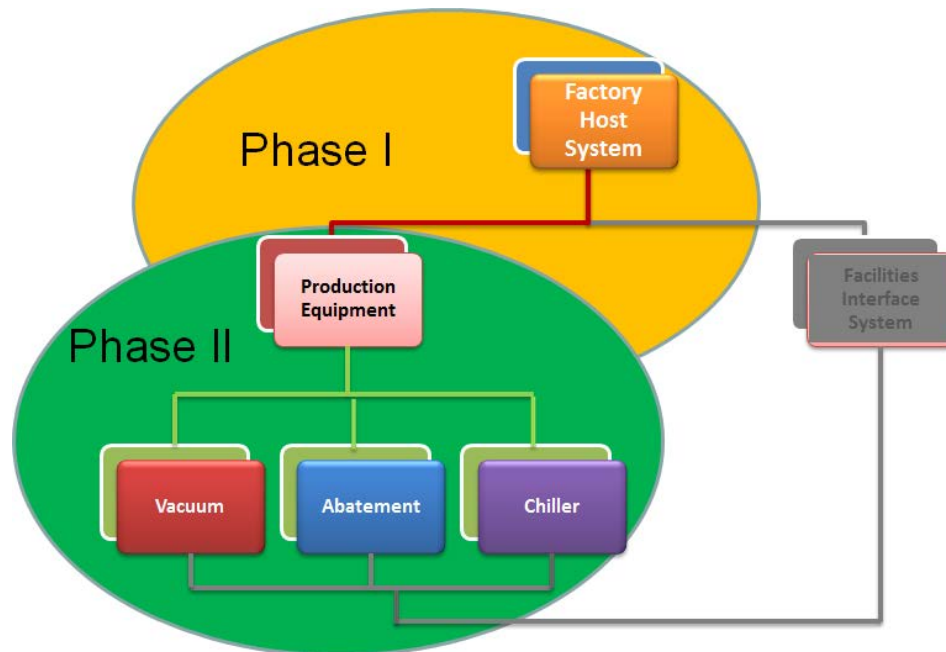 Factory
Host
System
Phase I
Production
Equipment
Facilities
Interface
System
Phase II
Vacuum
Abatement
Chiller